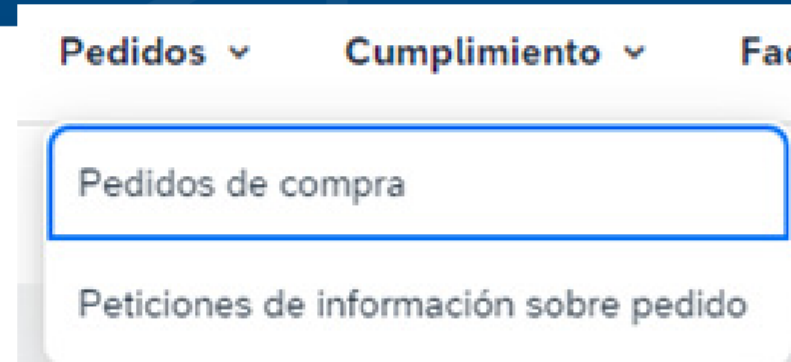 Pedidos Cumplimiento
Pedidos de compra
Peticiones de información sobre pedido